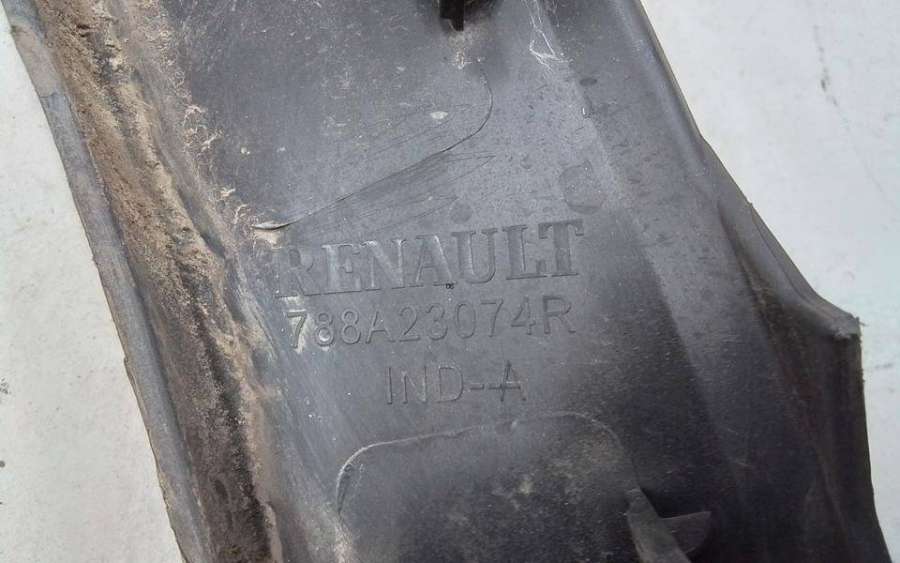 RENAULT
788A23074R
IND--A